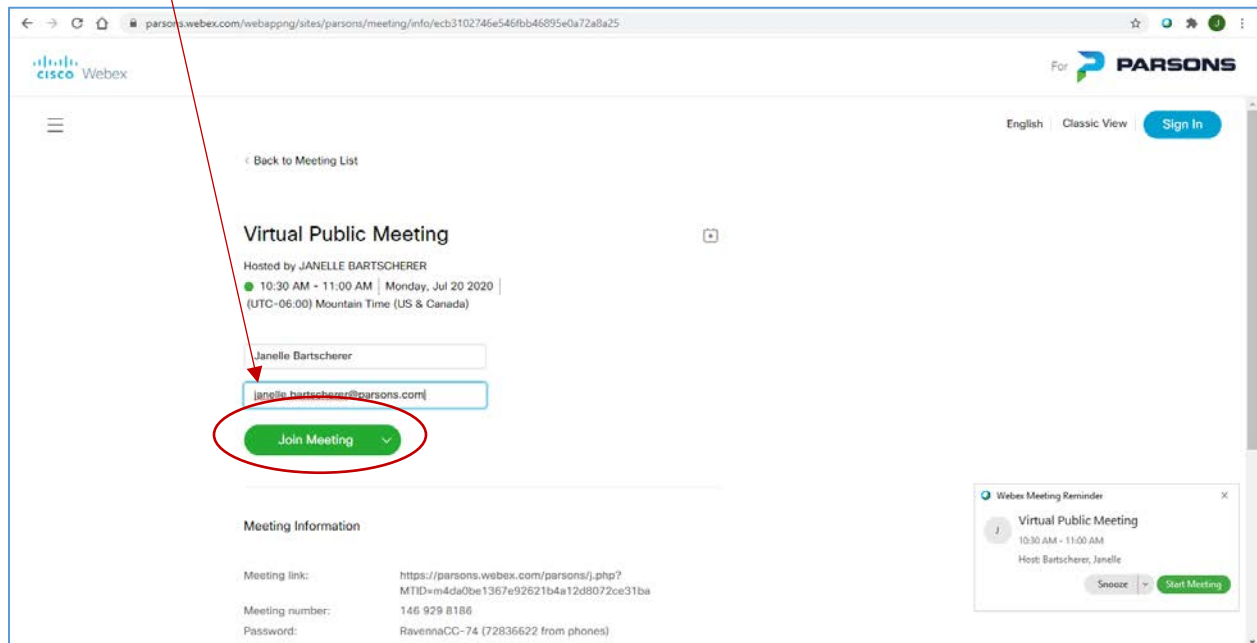 parsons.webex.com/webappng/sites/parsons/meeting/info/ecb3102746e546fbb46895e0a72a8a25
J
cisco Webex
For PARSONS
English Classic View Sign In
< Back to Meeting List
Virtual Public Meeting
Hosted by JANELLE BARTSCHERER
10:30 AM - 11:00 AM | Monday, Jul 20 2020 |
(UTC-06:00) Mountain Time (US & Canada)
Janelle Bartscherer
janelle.bartscherer@parsons.com
Join Meeting
Meeting Information
Meeting link: https://parsons.webex.com/parsons/j.php?
MTID=m4da0be1367e92621b4a12d8072ce31ba
Meeting number: 146 929 8186
Password: RavennaCC-74 (72836622 from phones)
Webex Meeting Reminder X
J
Virtual Public Meeting
10:30 AM - 11:00 AM
Host: Bartscherer, Janelle
Snooze Start Meeting